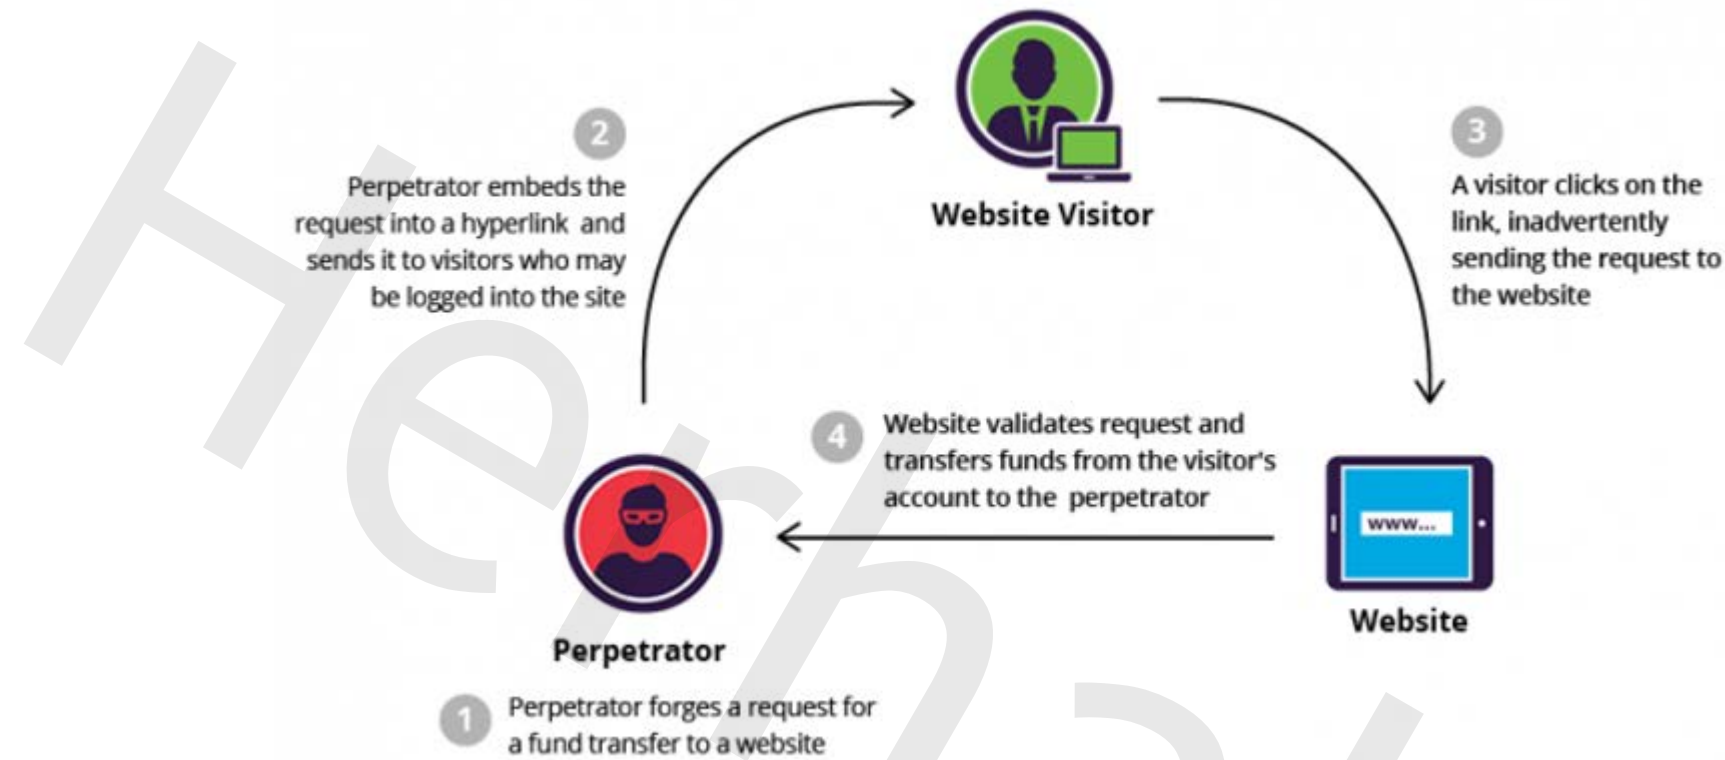 2
Perpetrator embeds the
request into a hyperlink and
sends it to visitors who may
be logged into the site
Website Visitor
3
A visitor clicks on the
link, inadvertently
sending the request to
the website
4
Website validates request and
transfers funds from the visitor's
account to the perpetrator
www...
Website
Perpetrator
1
Perpetrator forges a request for
a fund transfer to a website